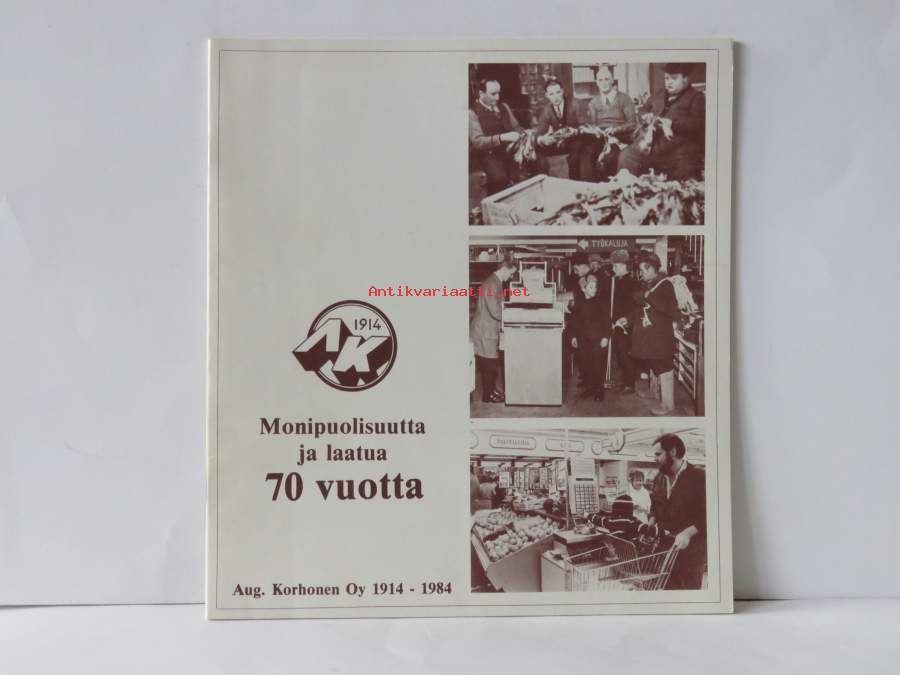 1914
AK
Monipuolisuutta
ja laatua
70 vuotta
Aug. Korhonen Oy 1914 - 1984
TYÖKALUJA
Antikvariaatti.net